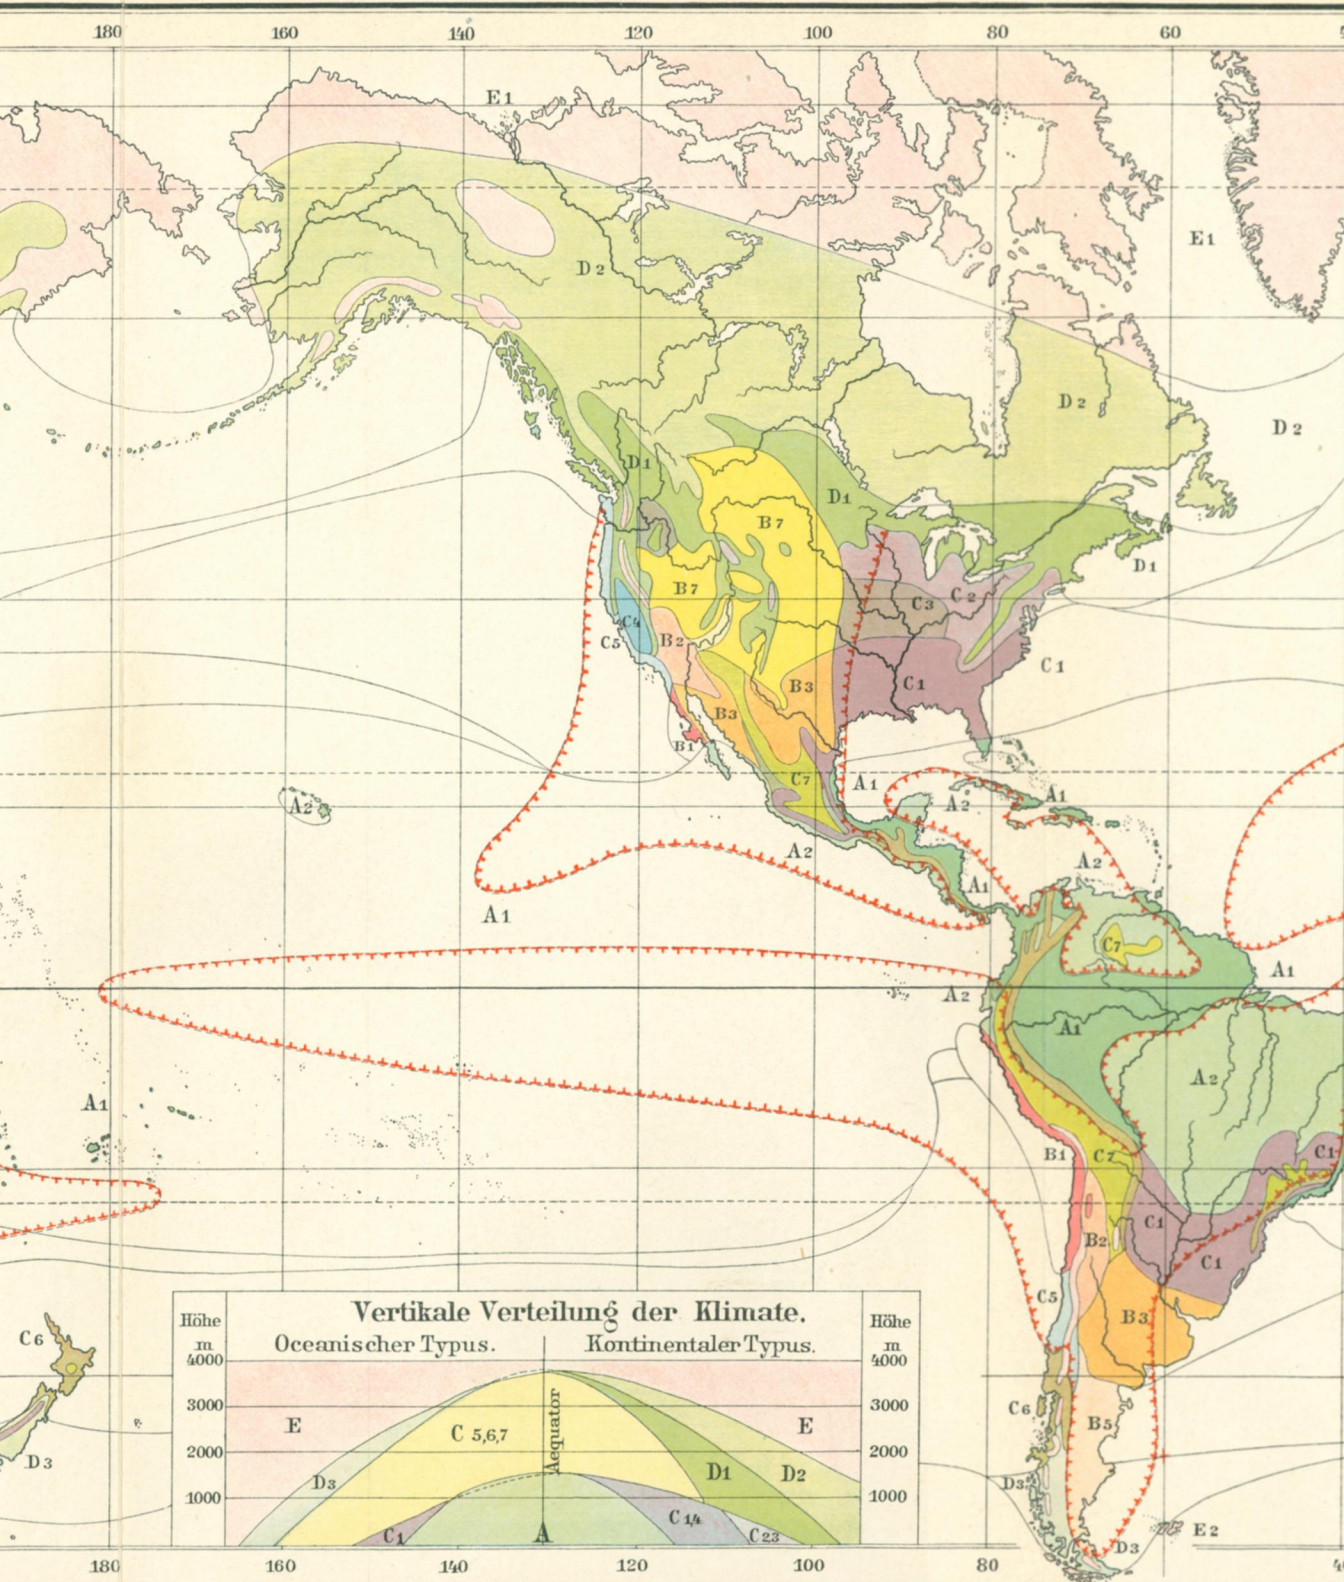 180 160 140 120 100 80 60
E1
E1
D2
D2
D2
D1
D1
B7
D1
B7
C3 C2
C4
C5 B2
C1
C1
B3
B3
B1
C7
A1
A2 A1
A2
A2
A2
A1
A1
C7
A1
A2
A1
A2
A1
B1 C7
C1
C1
B2
C1
C5
B3
C6
C6
B5
D3
D3
E2
D3
Vertikale Verteilung der Klimate.
Oceanischer Typus. Kontinentaler Typus.
Höhe Höhe
m m
4000 4000
3000 3000
2000 2000
1000 1000
Aequator
E E
C 5,6,7
D3 D1 D2
C1 A C1,4 C2,3
180 160 140 120 100 80 60